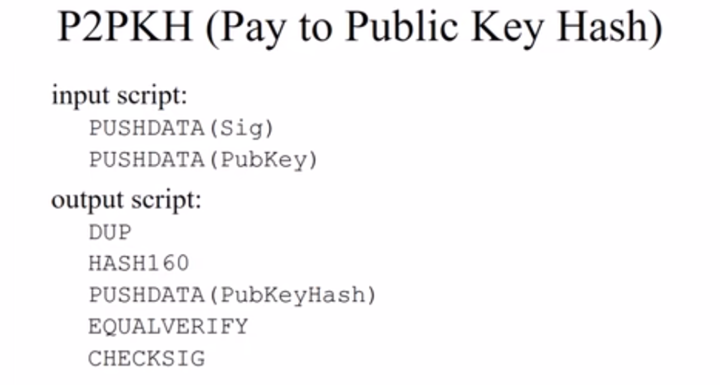 P2PKH (Pay to Public Key Hash)
input script:
PUSHDATA(Sig)
PUSHDATA(PubKey)
output script:
DUP
HASH160
PUSHDATA(PubKeyHash)
EQUALVERIFY
CHECKSIG